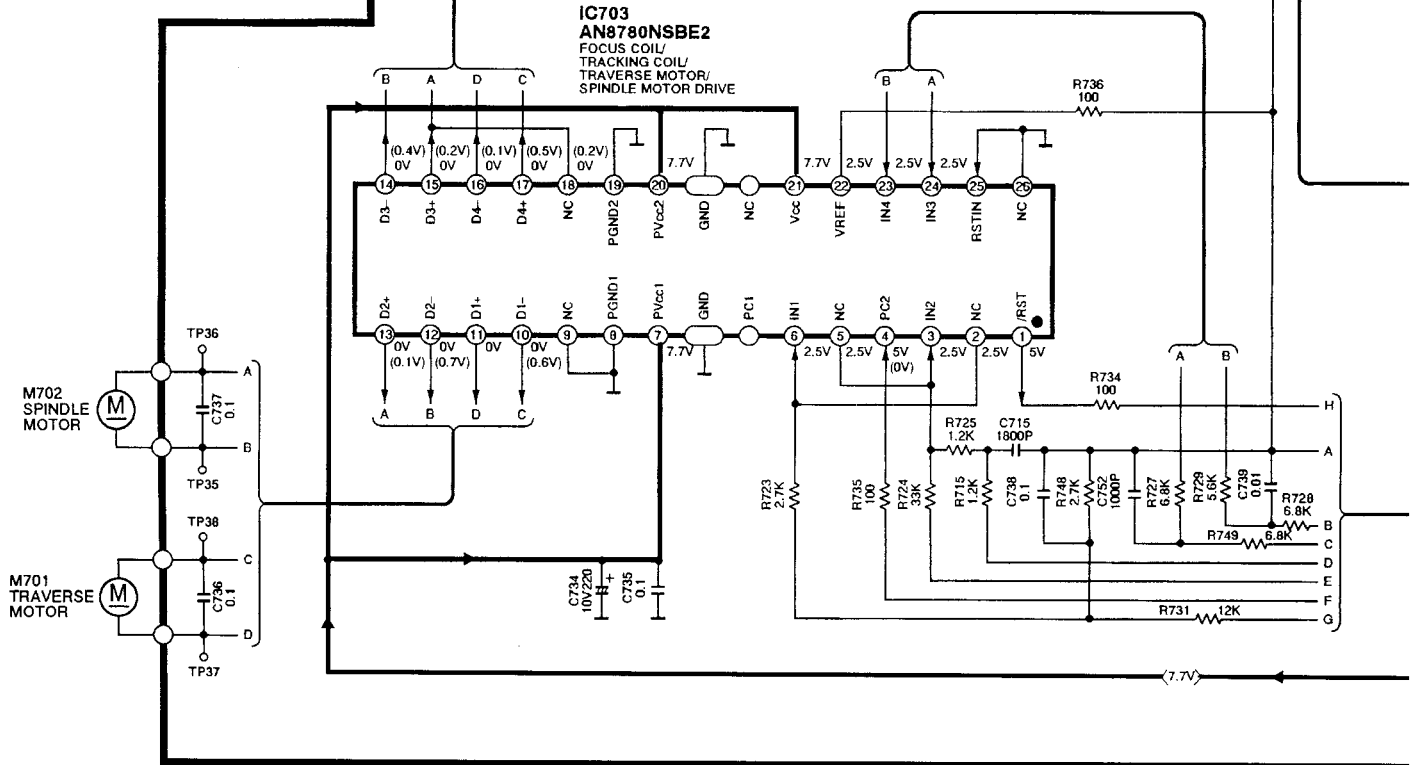 IC703
AN8780NSBE2
FOCUS COIL/
TRACKING COIL/
TRAVERSE MOTOR/
SPINDLE MOTOR DRIVE
B A D C
B A
R736
100
(0.4V) (0.2V) (0.1V) (0.5V) (0.2V)
0V 0V 0V 0V 0V
7.7V 7.7V 2.5V 2.5V 2.5V
14 15 16 17 18 19 20 21 22 23 24 25 26
D3- D3+ D4- D4+ NC PGND2 PVcc2 GND NC Vcc VREF IN4 IN3 RSTIN NC
D2+ D2- D1+ D1- NC PGND1 PVcc1 GND PC1 IN1 NC PC2 IN2 NC /RST
13 12 11 10 9 8 7 6 5 4 3 2 1
0V 0V 0V 0V 7.7V 2.5V 2.5V 5V 2.5V 2.5V 5V
(0.1V) (0.7V) (0.6V) (0V)
A B D C
A B
TP36
A
M702
SPINDLE
MOTOR
M
C737
0.1
B
TP35
TP38
C
M701
TRAVERSE
MOTOR
M
C736
0.1
D
TP37
R734
100
H
R725
1.2K
C715
1800P
A
R723
2.7K
R735
100
R724
33K
R715
1.2K
C738
0.1
R748
2.7K
C752
1000P
R727
6.8K
R729
5.6K
C739
0.01
R728
6.8K
B
R749 6.8K
C
D
E
F
R731 12K
G
C734
10V220
+
C735
0.1
(7.7V)